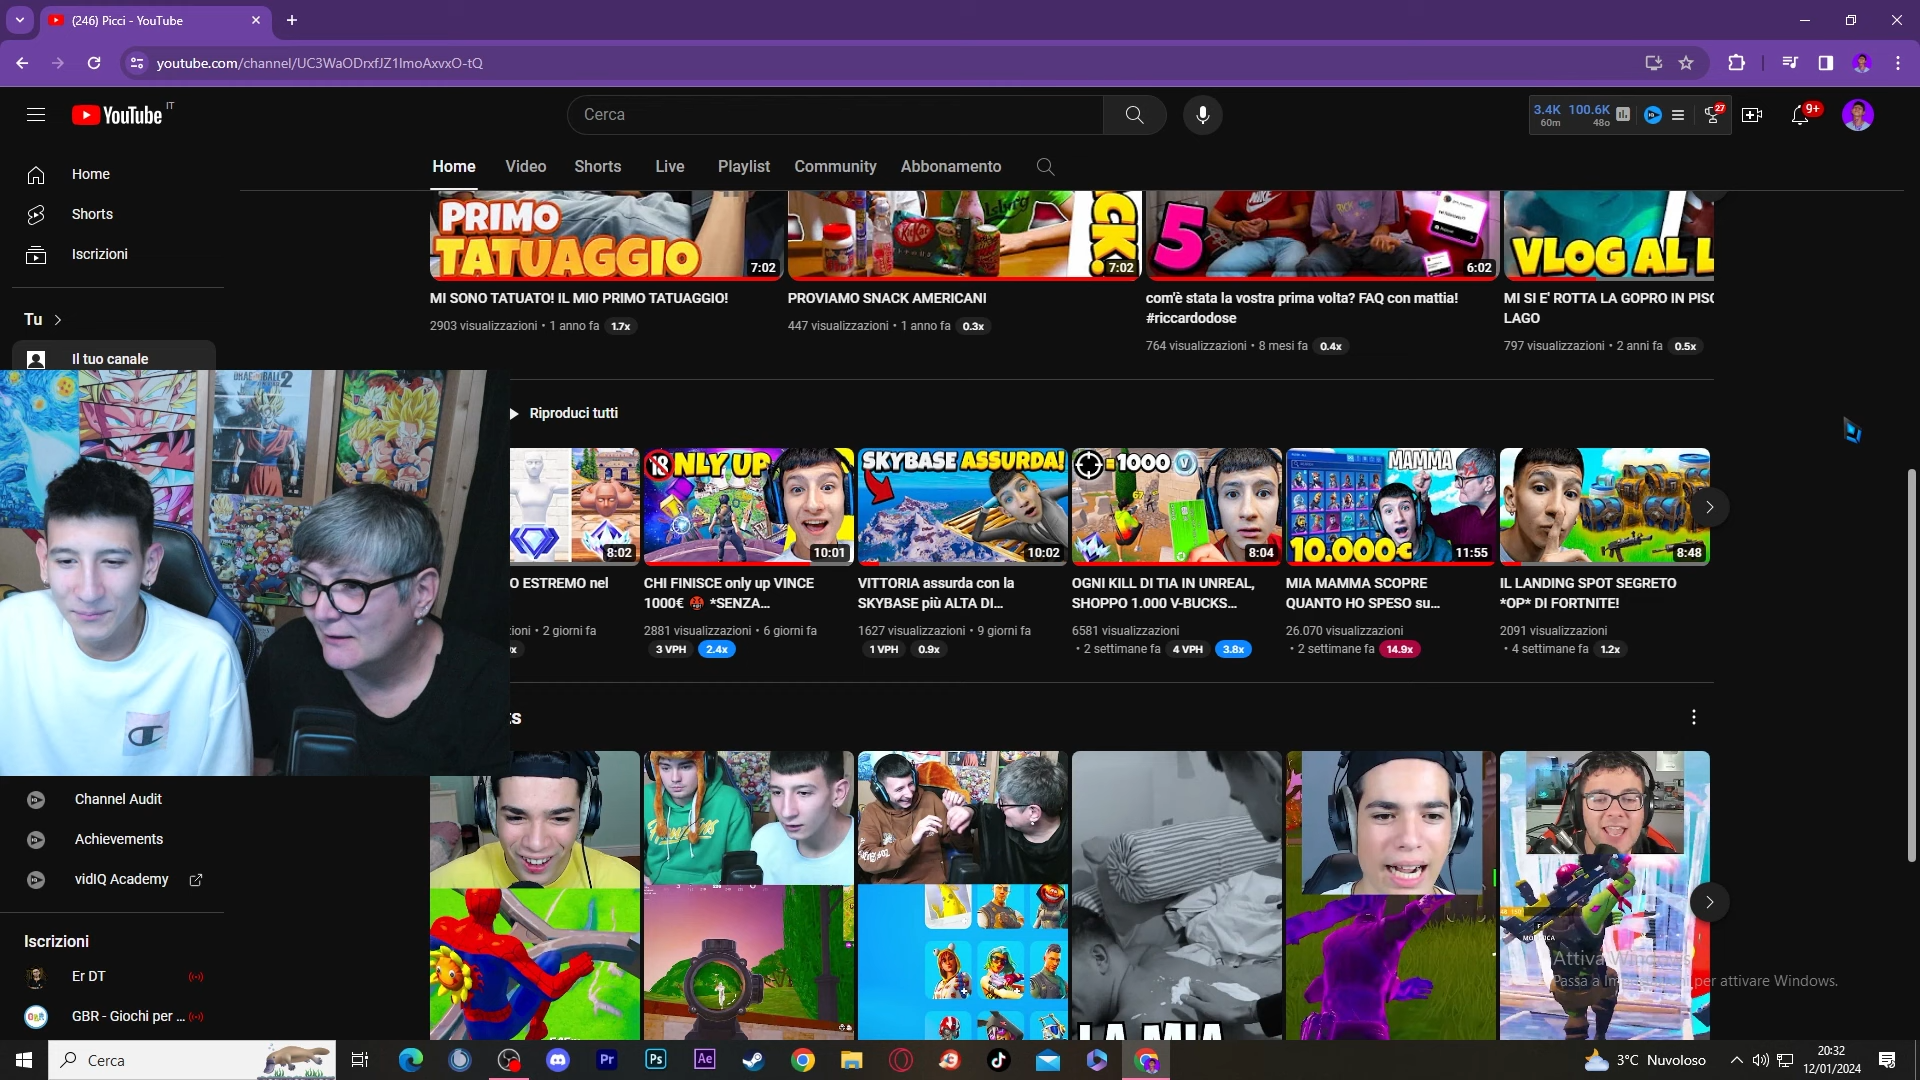 (246) Picci - YouTube
youtube.com/channel/UC3WaODrxfJZ1ImoAxvxO-tQ
YouTube IT
Cerca
3.4K 100.6K
60m 48o
27
9+
Home Video Shorts Live Playlist Community Abbonamento
Home
Shorts
Iscrizioni
Tu
Il tuo canale
PRIMO
TATUAGGIO
7:02
MI SONO TATUATO! IL MIO PRIMO TATUAGGIO!
2903 visualizzazioni • 1 anno fa 1.7x
7:02
PROVIAMO SNACK AMERICANI
447 visualizzazioni • 1 anno fa 0.3x
5
6:02
com'è stata la vostra prima volta? FAQ con mattia!
#riccardodose
764 visualizzazioni • 8 mesi fa 0.4x
VLOG AL L
MI SI E' ROTTA LA GOPRO IN PISC
LAGO
797 visualizzazioni • 2 anni fa 0.5x
Riproduci tutti
8:02
O ESTREMO nel
ioni • 2 giorni fa
18 NLY UP
10:01
CHI FINISCE only up VINCE
1000€ *SENZA...
2881 visualizzazioni • 6 giorni fa
3 VPH 2.4x
SKYBASE ASSURDA!
10:02
VITTORIA assurda con la
SKYBASE più ALTA DI...
1627 visualizzazioni • 9 giorni fa
1 VPH 0.9x
= 1000 V
67
8:04
OGNI KILL DI TIA IN UNREAL,
SHOPPO 1.000 V-BUCKS...
6581 visualizzazioni
• 2 settimane fa 4 VPH 3.8x
MAMMA
10.000€
11:55
MIA MAMMA SCOPRE
QUANTO HO SPESO su...
26.070 visualizzazioni
• 2 settimane fa 14.9x
8:48
IL LANDING SPOT SEGRETO
*OP* DI FORTNITE!
2091 visualizzazioni
• 4 settimane fa 1.2x
ts
LA MIA
Channel Audit
Achievements
vidIQ Academy
Iscrizioni
Er DT
GBR - Giochi per ...
Attiva Windows
per attivare Windows.
Cerca
3°C Nuvoloso
20:32
12/01/2024